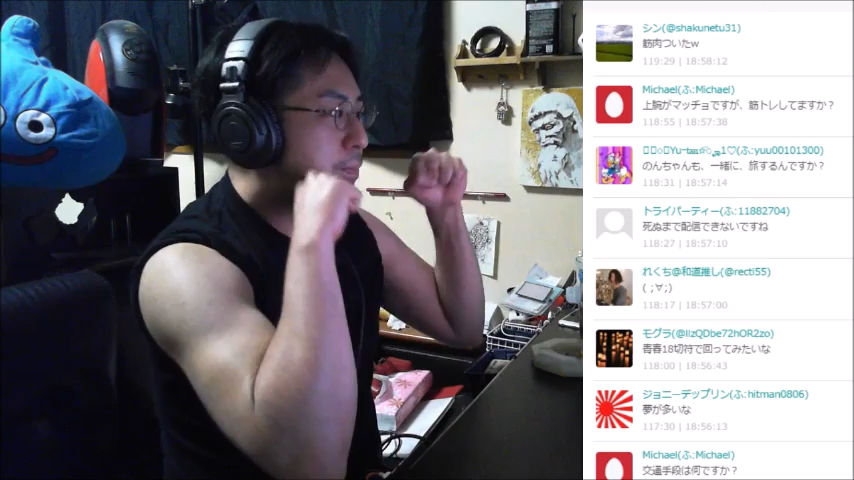 シン(@shakunetu31)
筋肉ついたw
119:29 | 18:58:12
Michael(ふ:Michael)
上腕がマッチョですが、筋トレしてますか？
118:55 | 18:57:38
1♡(ふ:yuu00101300)
のんちゃんも、一緒に、旅するんですか？
118:31 | 18:57:14
トライパーティー(ふ:11882704)
死ぬまで配信できないですね
118:27 | 18:57:10
れくち@和道推し(@recti55)
( ;∀;)
118:17 | 18:57:00
モグラ(@IIzQDbe72hOR2zo)
青春18切符で回ってみたいな
118:00 | 18:56:43
ジョニーデップリン(ふ:hitman0806)
夢が多いな
117:30 | 18:56:13
Michael(ふ:Michael)
交通手段は何ですか？